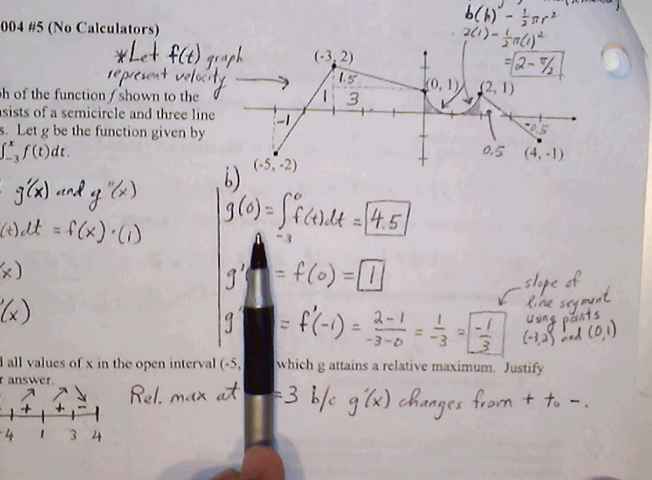 b(h) - ½πr²
004 #5 (No Calculators)
2(1) - ½π(1)²
= 2 - π/2
*Let f(t) graph
represent velocity
(-3, 2)
1.5
1
3
-1
(0, 1)
(2, 1)
-0.5
0.5
(4, -1)
(-5, -2)
ph of the function f shown to the
nsists of a semicircle and three line
s. Let g be the function given by
∫₋₃ˣ f(t)dt.
g'(x) and g''(x)
(t)dt = f(x)·(1)
(x)
'(x)
b)
g(0) = ∫₋₃⁰ f(t)dt = 4.5
g' = f(0) = 1
g' = f'(-1) = 2-1/-3-0 = 1/-3 = -1/3
slope of
line segment
using points
(-3,2) and (0,1)
d all values of x in the open interval (-5, which g attains a relative maximum. Justify
r answer.
Rel. max at =3 b/c g'(x) changes from + to -.
+ + -
-4 1 3 4